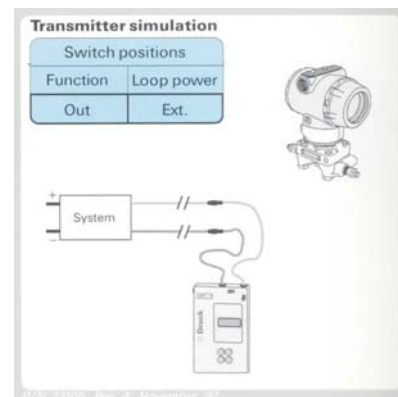 Transmitter simulation
Switch positions
Function Loop power
Out Ext.
+
System
−
Druck